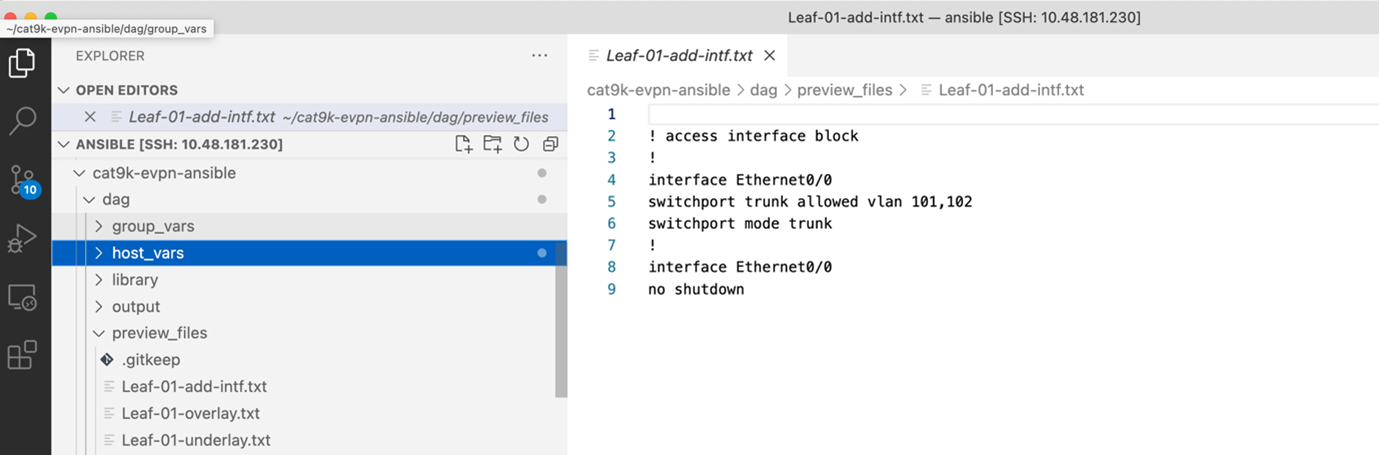 Leaf-01-add-intf.txt — ansible [SSH: 10.48.181.230]
~/cat9k-evpn-ansible/dag/group_vars
EXPLORER
OPEN EDITORS
Leaf-01-add-intf.txt ~/cat9k-evpn-ansible/dag/preview_files
ANSIBLE [SSH: 10.48.181.230]
cat9k-evpn-ansible
dag
group_vars
host_vars
library
output
preview_files
.gitkeep
Leaf-01-add-intf.txt
Leaf-01-overlay.txt
Leaf-01-underlay.txt
10
Leaf-01-add-intf.txt
cat9k-evpn-ansible > dag > preview_files > Leaf-01-add-intf.txt
1
2 ! access interface block
3 !
4 interface Ethernet0/0
5 switchport trunk allowed vlan 101,102
6 switchport mode trunk
7 !
8 interface Ethernet0/0
9 no shutdown